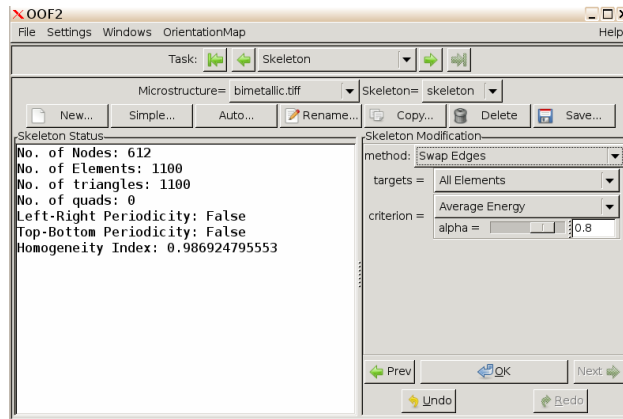 OOF2
File Settings Windows OrientationMap Help
Task: Skeleton
Microstructure= bimetallic.tiff Skeleton= skeleton
New... Simple... Auto... Rename... Copy... Delete Save...
Skeleton Status
No. of Nodes: 612
No. of Elements: 1100
No. of triangles: 1100
No. of quads: 0
Left-Right Periodicity: False
Top-Bottom Periodicity: False
Homogeneity Index: 0.986924795553
Skeleton Modification
method: Swap Edges
targets = All Elements
criterion = Average Energy
alpha = 0.8
Prev OK Next
Undo Redo